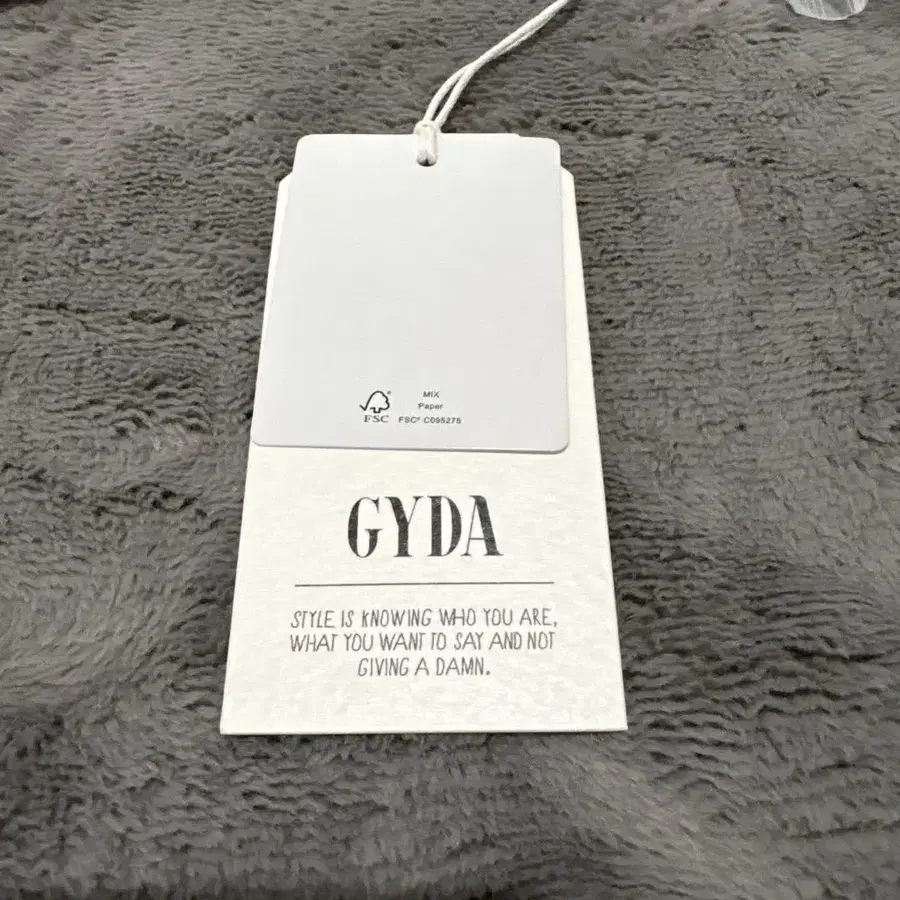 MIX
Paper
FSC® FSC® C095275
GYDA
STYLE IS KNOWING WHO YOU ARE,
WHAT YOU WANT TO SAY AND NOT
GIVING A DAMN.